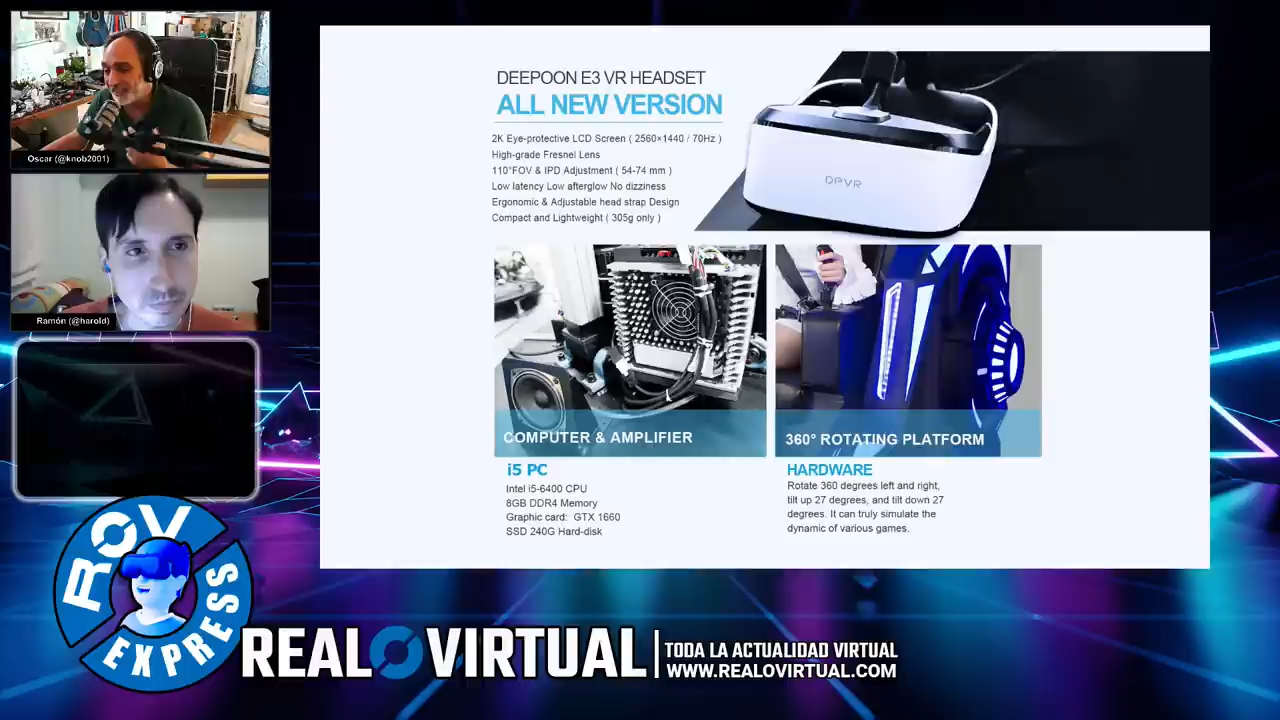 Oscar (@knob2001)
Ramón (@harold)
DEEPOON E3 VR HEADSET
ALL NEW VERSION
2K Eye-protective LCD Screen ( 2560×1440 / 70Hz )
High-grade Fresnel Lens
110°FOV & IPD Adjustment ( 54-74 mm )
Low latency Low afterglow No dizziness
Ergonomic & Adjustable head strap Design
Compact and Lightweight ( 305g only )
DPVR
COMPUTER & AMPLIFIER
i5 PC
Intel i5-6400 CPU
8GB DDR4 Memory
Graphic card: GTX 1660
SSD 240G Hard-disk
360° ROTATING PLATFORM
HARDWARE
Rotate 360 degrees left and right,
tilt up 27 degrees, and tilt down 27
degrees. It can truly simulate the
dynamic of various games.
ROV
EXPRESS
REAL O VIRTUAL
TODA LA ACTUALIDAD VIRTUAL
WWW.REALOVIRTUAL.COM